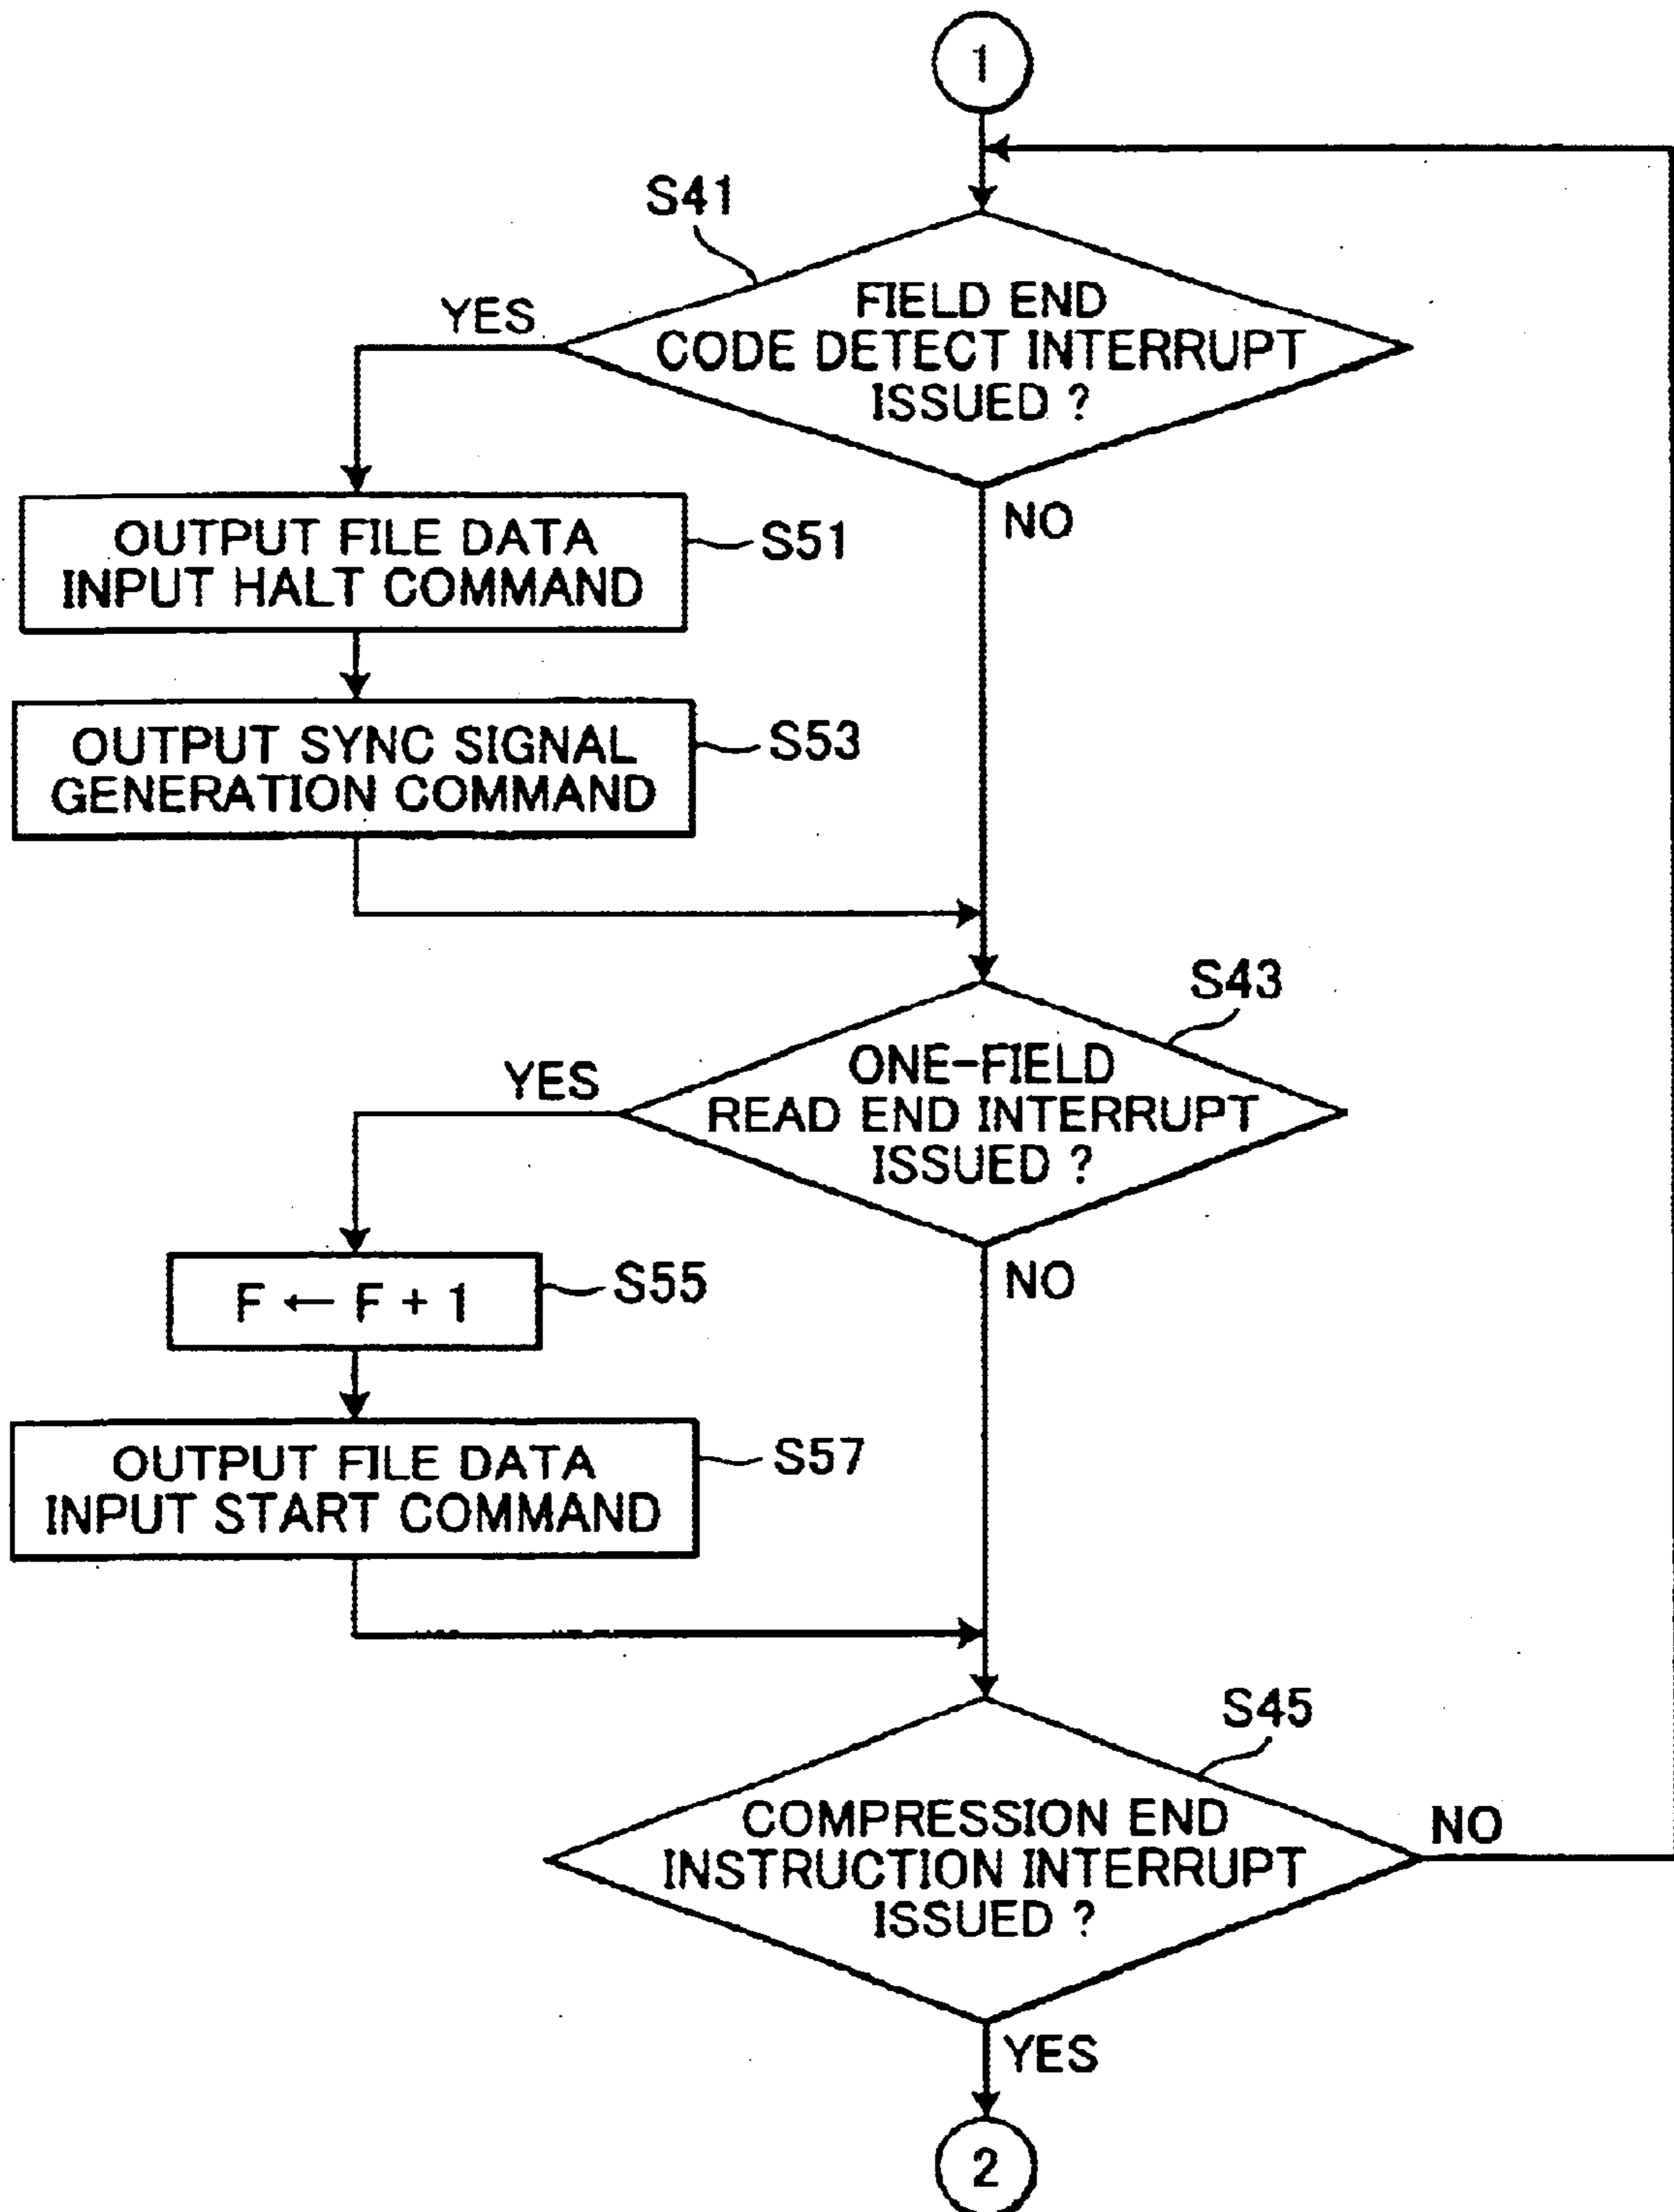 1
S41
YES
FIELD END
CODE DETECT INTERRUPT
ISSUED ?
NO
OUTPUT FILE DATA
INPUT HALT COMMAND
S51
OUTPUT SYNC SIGNAL
GENERATION COMMAND
S53
S43
YES
ONE-FIELD
READ END INTERRUPT
ISSUED ?
NO
F ← F + 1
S55
OUTPUT FILE DATA
INPUT START COMMAND
S57
S45
COMPRESSION END
INSTRUCTION INTERRUPT
ISSUED ?
NO
YES
2